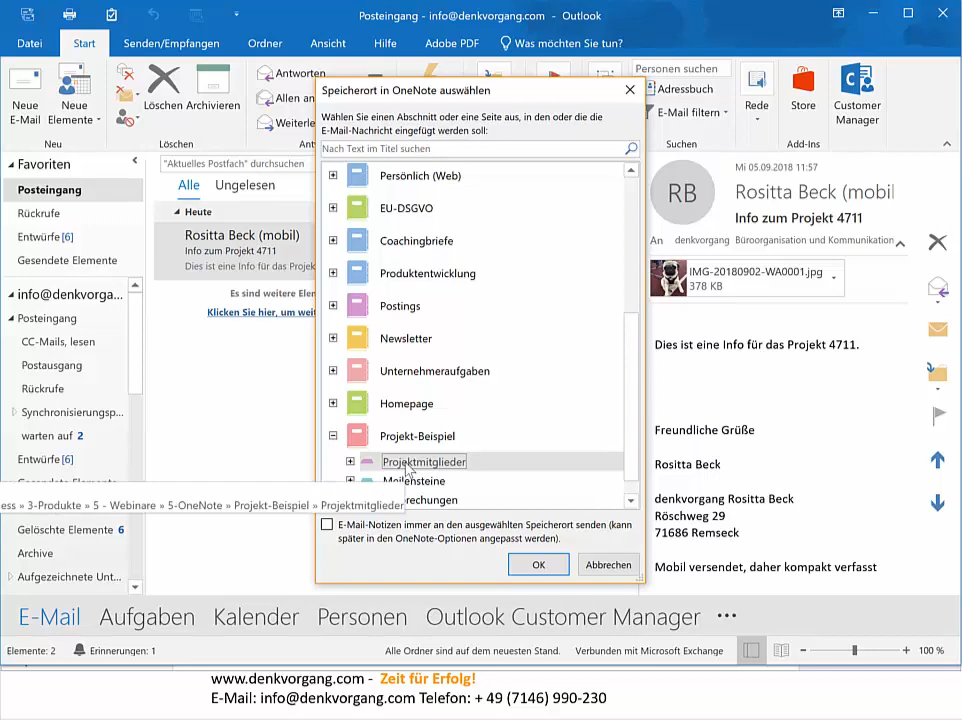 Posteingang - info@denkvorgang.com - Outlook
Datei Start Senden/Empfangen Ordner Ansicht Hilfe Adobe PDF Was möchten Sie tun?
Neue E-Mail
Neue Elemente
Löschen Archivieren
Antworten
Allen an
Weiterle
Personen suchen
Adressbuch
E-Mail filtern
Rede
Store
Customer Manager
Neu Löschen Ant Suchen Add-Ins
Favoriten
Posteingang
Rückrufe
Entwürfe [6]
Gesendete Elemente
info@denkvorga...
Posteingang
CC-Mails, lesen
Postausgang
Rückrufe
Synchronisierungsp...
warten auf 2
Entwürfe [6]
Gelöschte Elemente 6
Archive
Aufgezeichnete Unt...
"Aktuelles Postfach" durchsuchen
Alle Ungelesen
Heute
Rositta Beck (mobil)
Info zum Projekt 4711
Dies ist eine Info für das Projek
Es sind weitere Elem
Klicken Sie hier, um weit
Speicherort in OneNote auswählen
Wählen Sie einen Abschnitt oder eine Seite aus, in den oder die die
E-Mail-Nachricht eingefügt werden soll:
Nach Text im Titel suchen
Persönlich (Web)
EU-DSGVO
Coachingbriefe
Produktentwicklung
Postings
Newsletter
Unternehmeraufgaben
Homepage
Projekt-Beispiel
Projektmitglieder
Meilensteine
rechungen
ess » 3-Produkte » 5 - Webinare » 5-OneNote » Projekt-Beispiel » Projektmitglieder
E-Mail-Notizen immer an den ausgewählten Speicherort senden (kann
später in den OneNote-Optionen angepasst werden).
OK Abbrechen
Mi 05.09.2018 11:57
RB
Rositta Beck (mobil
Info zum Projekt 4711
An denkvorgang Büroorganisation und Kommunikation
IMG-20180902-WA0001.jpg
378 KB
Dies ist eine Info für das Projekt 4711.
Freundliche Grüße
Rositta Beck
denkvorgang Rositta Beck
Röschweg 29
71686 Remseck
Mobil versendet, daher kompakt verfasst
E-Mail Aufgaben Kalender Personen Outlook Customer Manager •••
Elemente: 2 Erinnerungen: 1 Alle Ordner sind auf dem neuesten Stand. Verbunden mit Microsoft Exchange 100 %
www.denkvorgang.com - Zeit für Erfolg!
E-Mail: info@denkvorgang.com Telefon: + 49 (7146) 990-230